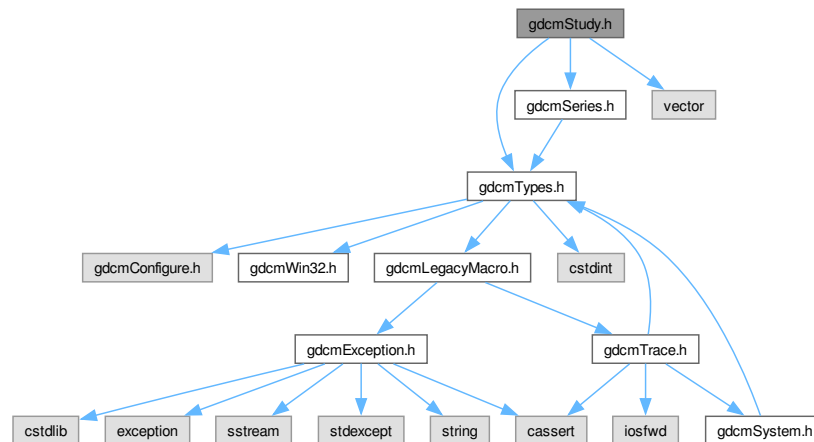 gdcmStudy.h
gdcmSeries.h
vector
gdcmTypes.h
gdcmConfigure.h
gdcmWin32.h
gdcmLegacyMacro.h
cstdint
gdcmException.h
gdcmTrace.h
cstdlib
exception
sstream
stdexcept
string
cassert
iosfwd
gdcmSystem.h